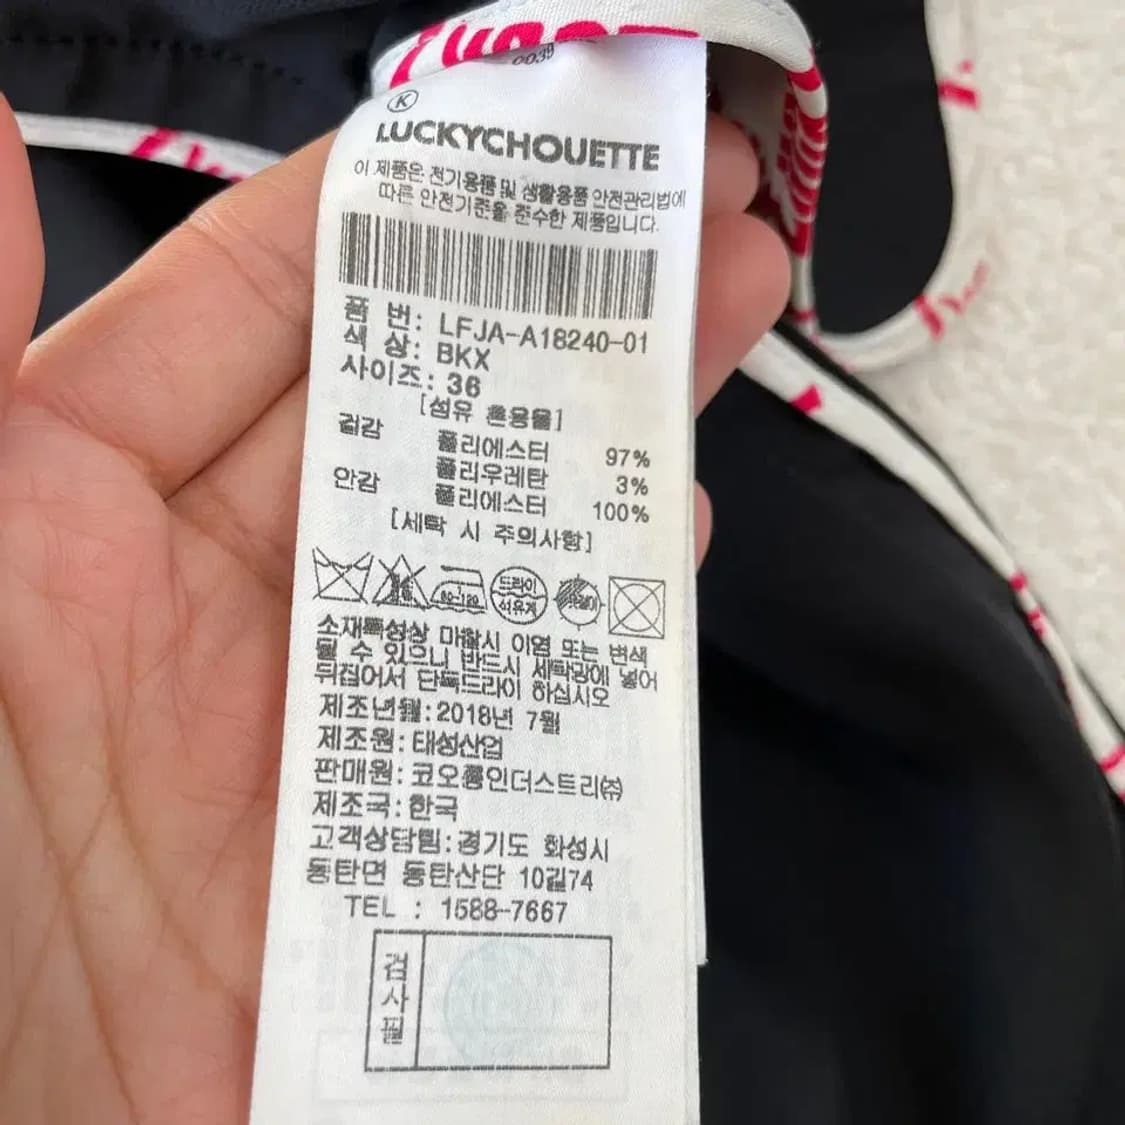 0039
K
LUCKYCHOUETTE
이 제품은 전기용품 및 생활용품 안전관리법에
따른 안전기준을 준수한 제품입니다.
품 번: LFJA-A18240-01
색 상: BKX
사이즈: 36
[섬유 혼용율]
겉감 폴리에스터 97%
폴리우레탄 3%
안감 폴리에스터 100%
[세탁 시 주의사항]
80-120
드라이
석유계
소재특성상 마찰시 이염 또는 변색
될 수 있으니 반드시 세탁망에 넣어
뒤집어서 단독드라이 하십시오
제조년월:2018년 7월
제조원:태성산업
판매원:코오롱인더스트리㈜
제조국:한국
고객상담팀:경기도 화성시
동탄면 동탄산단 10길74
TEL : 1588-7667
검사필